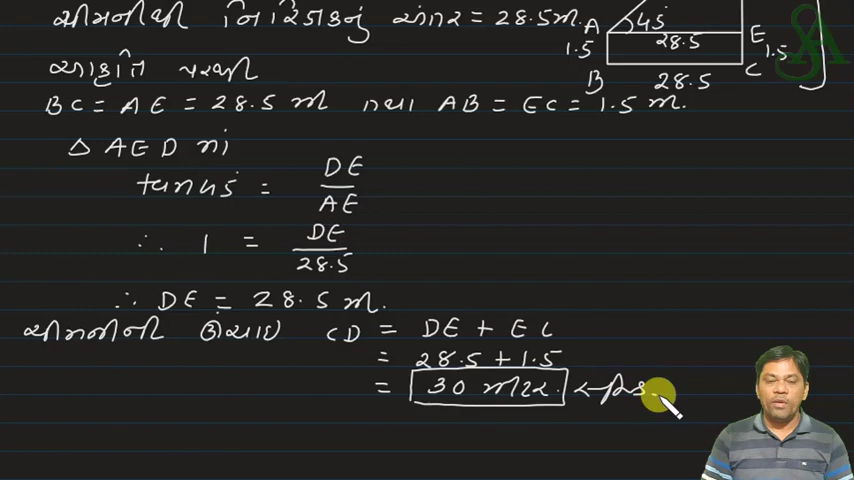 ચીમનીથી નિરીક્ષકનું અંતર = 28.5 મી.
A 45 E
1.5 28.5 1.5
B 28.5 C
આકૃતિ પરથી
BC = AE = 28.5 મી તથા AB = EC = 1.5 મી.
Δ AED માં
tan 45 = DE / AE
∴ 1 = DE / 28.5
∴ DE = 28.5 મી.
ચીમનીની ઊંચાઈ CD = DE + EC
= 28.5 + 1.5
= 30 મીટર.